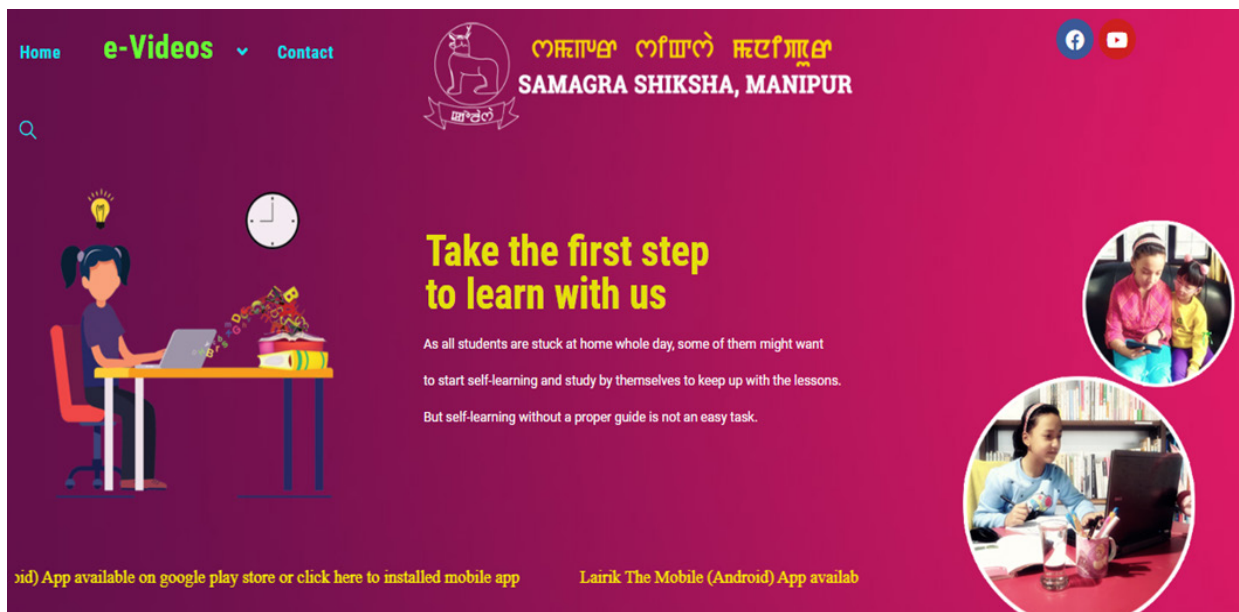 Home
e-Videos
Contact
SAMAGRA SHIKSHA, MANIPUR
Take the first step
to learn with us
As all students are stuck at home whole day, some of them might want
to start self-learning and study by themselves to keep up with the lessons.
But self-learning without a proper guide is not an easy task.
oid) App available on google play store or click here to installed mobile app Lairik The Mobile (Android) App availab